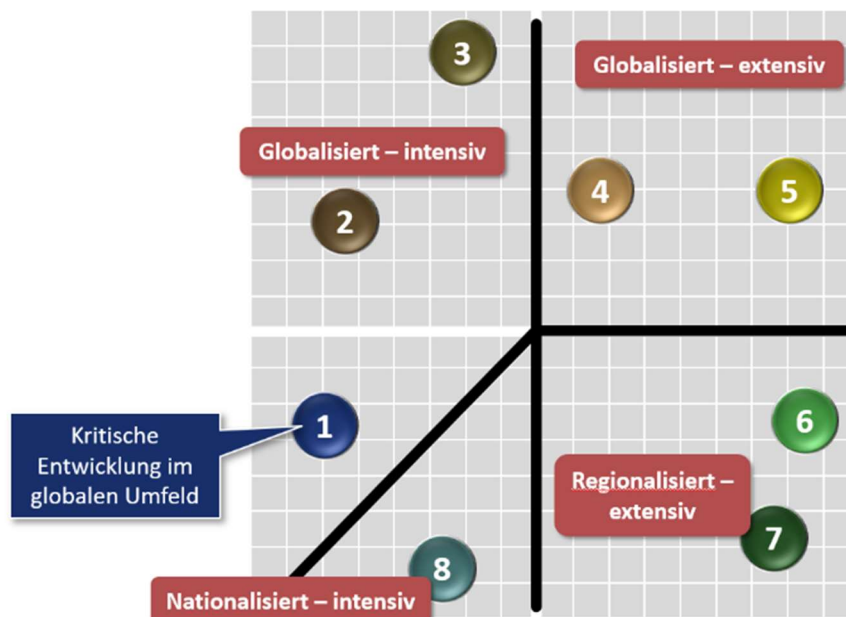 3
Globalisiert – extensiv
Globalisiert – intensiv
4
5
2
1
6
Kritische
Entwicklung im
globalen Umfeld
Regionalisiert –
extensiv
7
8
Nationalisiert – intensiv